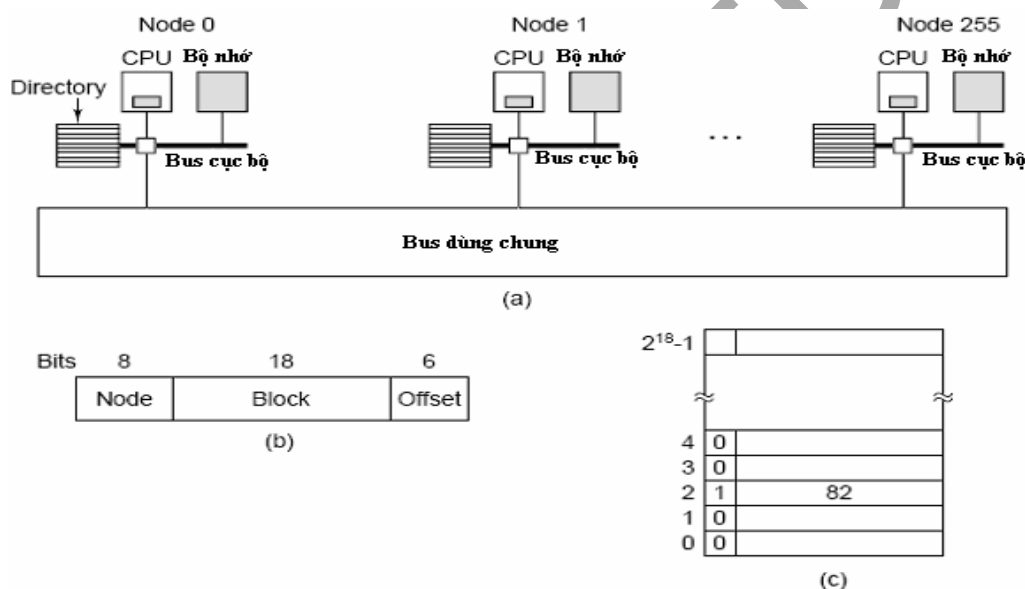 Node 0 Node 1 Node 255
CPU Bộ nhớ CPU Bộ nhớ CPU Bộ nhớ
Directory
Bus cục bộ Bus cục bộ Bus cục bộ
...
Bus dùng chung
(a)
Bits 8 18 6
Node Block Offset
(b)
2¹⁸-1
4 0
3 0
2 1 82
1 0
0 0
(c)